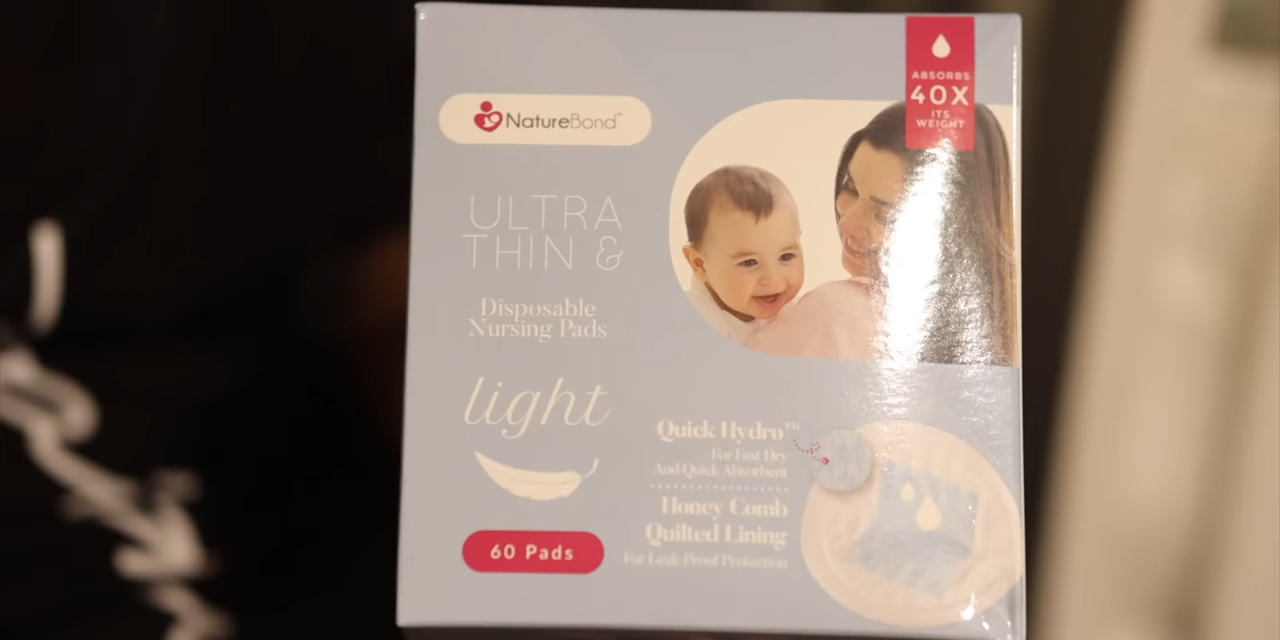 NatureBond™
ABSORBS
40X
ITS
WEIGHT
ULTRA
THIN &
Disposable
Nursing Pads
light
60 Pads
Quick Hydro™
For Fast Dry
And Quick Absorbent
Honey Comb
Quilted Lining
For Leak Proof Protection